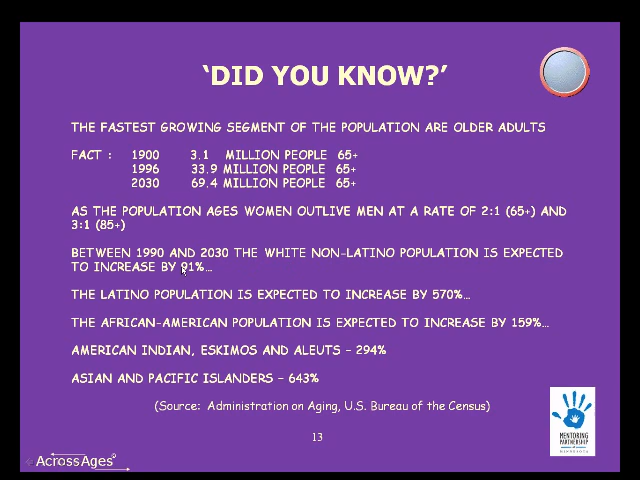 ‘DID YOU KNOW?’
THE FASTEST GROWING SEGMENT OF THE POPULATION ARE OLDER ADULTS
FACT : 1900 3.1 MILLION PEOPLE 65+
1996 33.9 MILLION PEOPLE 65+
2030 69.4 MILLION PEOPLE 65+
AS THE POPULATION AGES WOMEN OUTLIVE MEN AT A RATE OF 2:1 (65+) AND
3:1 (85+)
BETWEEN 1990 AND 2030 THE WHITE NON-LATINO POPULATION IS EXPECTED
TO INCREASE BY 91%…
THE LATINO POPULATION IS EXPECTED TO INCREASE BY 570%…
THE AFRICAN-AMERICAN POPULATION IS EXPECTED TO INCREASE BY 159%…
AMERICAN INDIAN, ESKIMOS AND ALEUTS – 294%
ASIAN AND PACIFIC ISLANDERS – 643%
(Source: Administration on Aging, U.S. Bureau of the Census)
13
MENTORING
PARTNERSHIP
MINNESOTA
AcrossAges